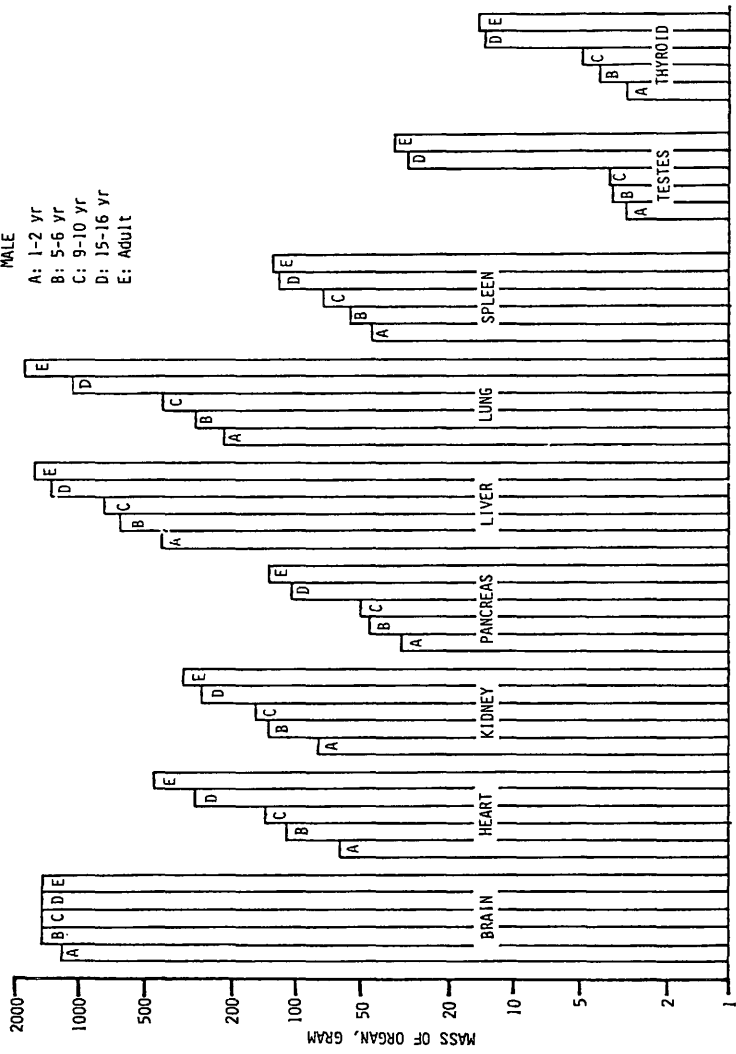 MALE
A: 1-2 yr
B: 5-6 yr
C: 9-10 yr
D: 15-16 yr
E: Adult
MASS OF ORGAN, GRAM
2000
1000
500
200
100
50
20
10
5
2
1
A B C D E
BRAIN
A B C D E
HEART
A B C D E
KIDNEY
A B C D E
PANCREAS
A B C D E
LIVER
A B C D E
LUNG
A B C D E
SPLEEN
A B C D E
TESTES
A B C D E
THYROID